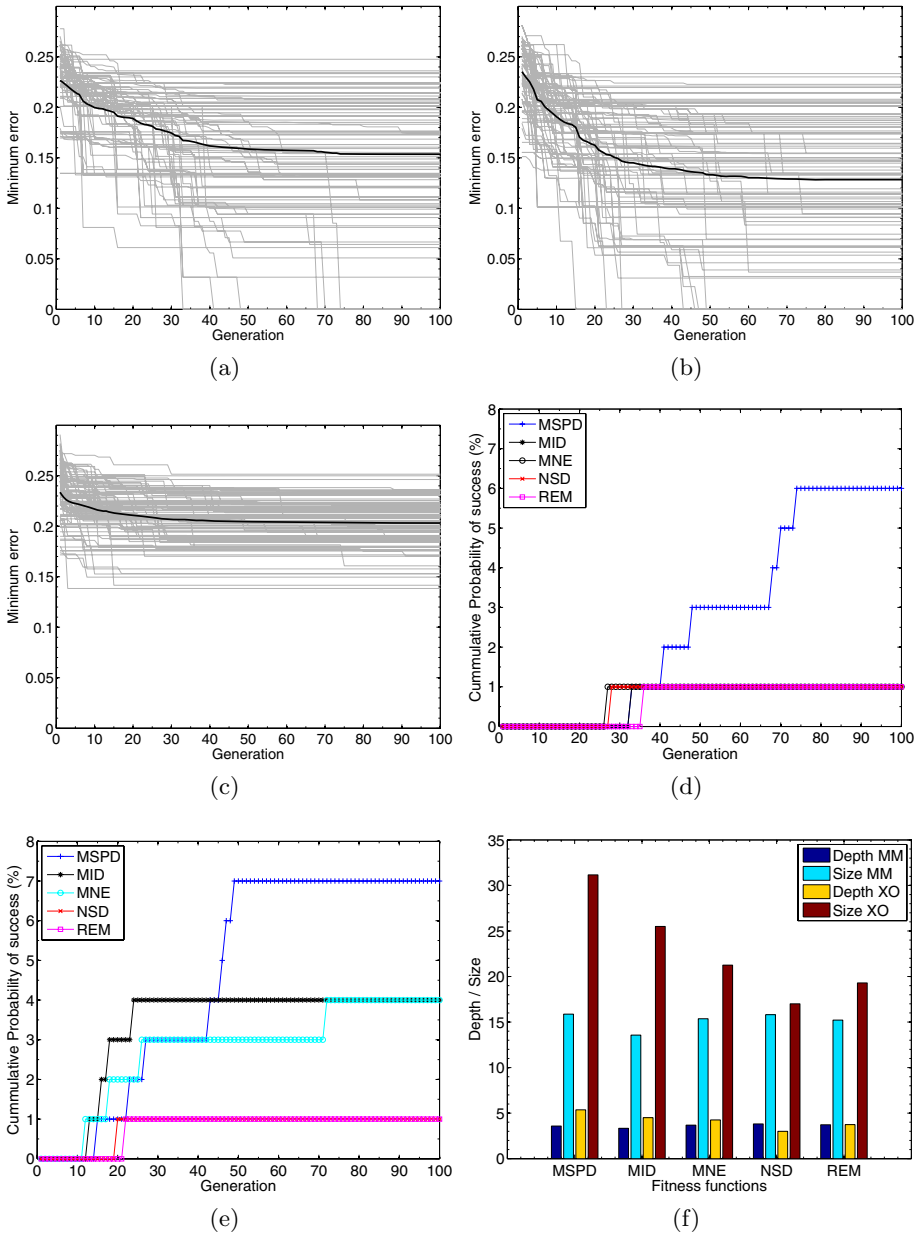 0.25
0.2
0.15
0.1
0.05
0
Minimum error
0 10 20 30 40 50 60 70 80 90 100
Generation
(a)
0.25
0.2
0.15
0.1
0.05
0
Minimum error
0 10 20 30 40 50 60 70 80 90 100
Generation
(b)
0.25
0.2
0.15
0.1
0.05
0
Minimum error
0 10 20 30 40 50 60 70 80 90 100
Generation
(c)
8
7
6
5
4
3
2
1
0
Cummulative Probability of success (%)
MSPD
MID
MNE
NSD
REM
0 10 20 30 40 50 60 70 80 90 100
Generation
(d)
8
7
6
5
4
3
2
1
0
Cummulative Probability of success (%)
MSPD
MID
MNE
NSD
REM
0 10 20 30 40 50 60 70 80 90 100
Generation
(e)
35
30
25
20
15
10
5
0
Depth / Size
Depth MM
Size MM
Depth XO
Size XO
MSPD MID MNE NSD REM
Fitness functions
(f)